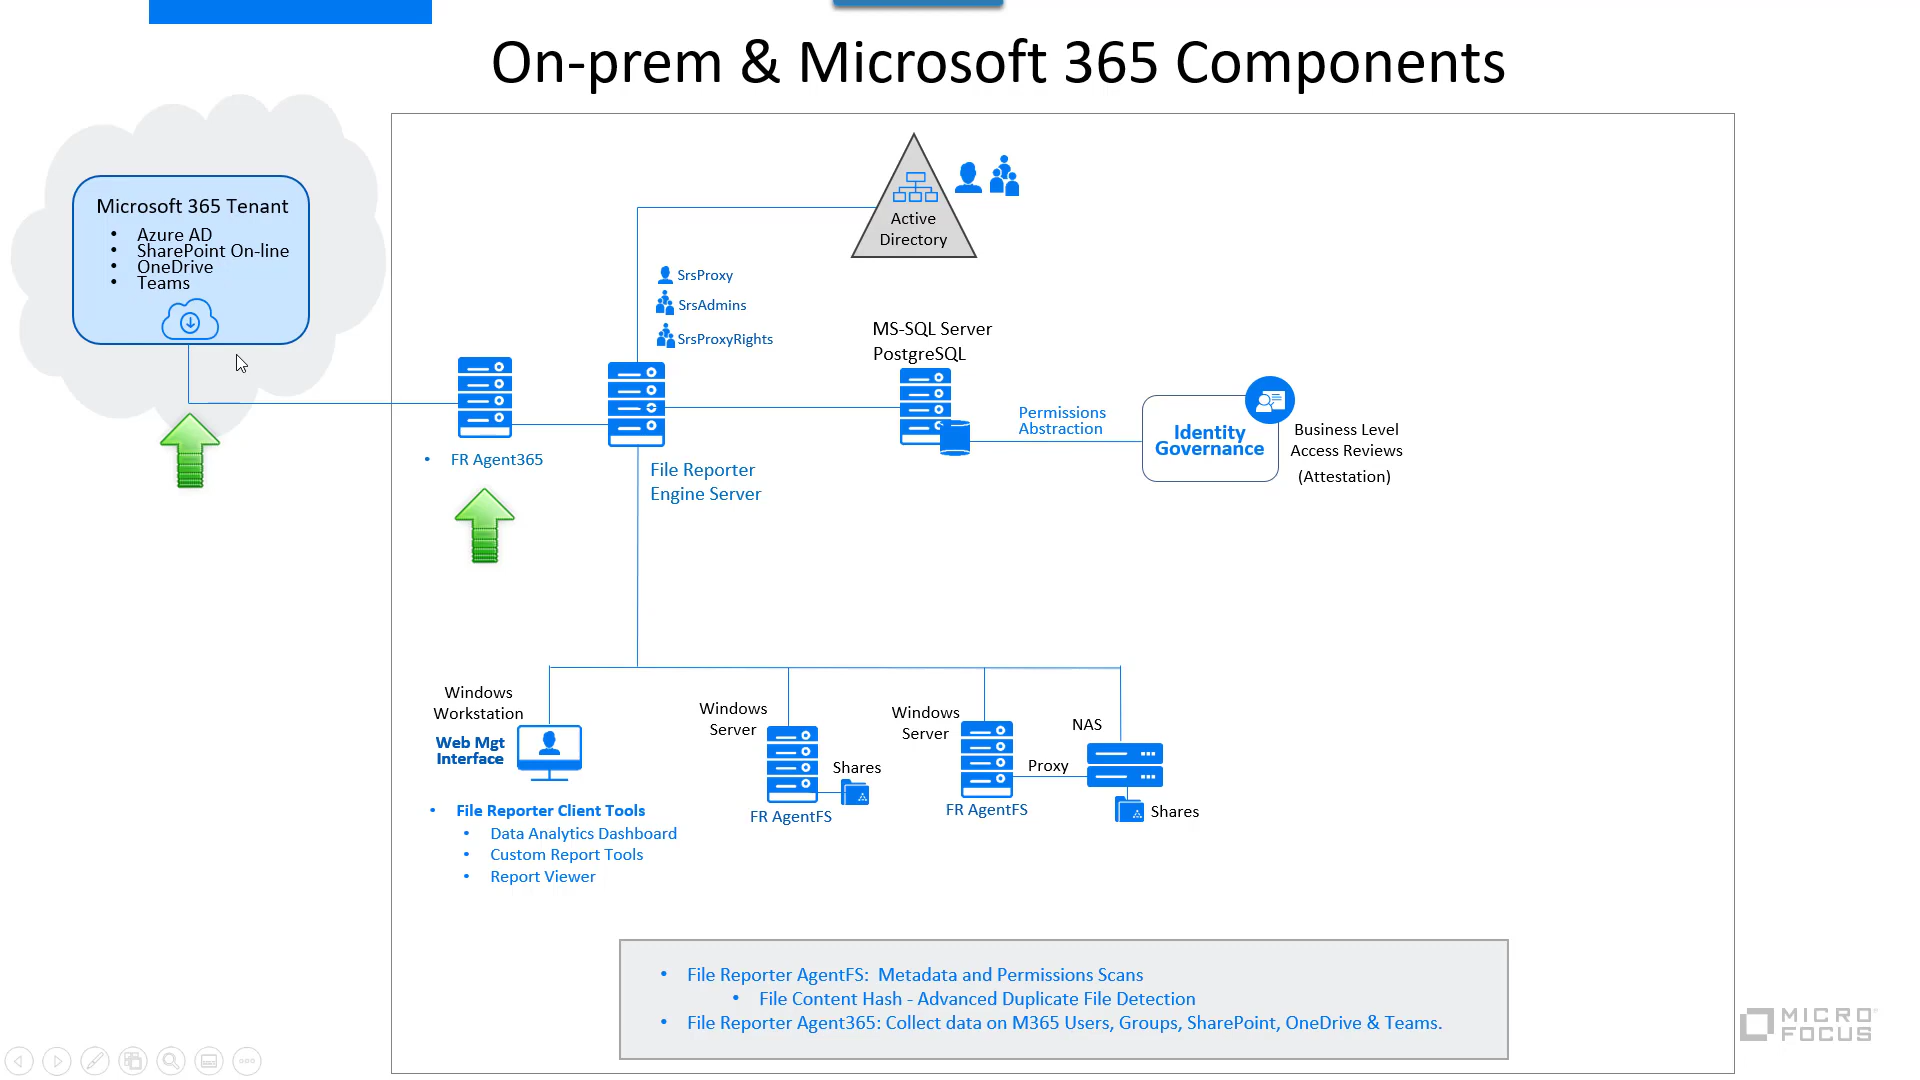 On-prem & Microsoft 365 Components
Microsoft 365 Tenant
• Azure AD
• SharePoint On-line
• OneDrive
• Teams
Active
Directory
SrsProxy
SrsAdmins
SrsProxyRights
MS-SQL Server
PostgreSQL
• FR Agent365
File Reporter
Engine Server
Permissions
Abstraction
Identity
Governance
Business Level
Access Reviews
(Attestation)
Windows
Workstation
Web Mgt
Interface
Windows
Server
Shares
FR AgentFS
Windows
Server
Proxy
FR AgentFS
NAS
Shares
• File Reporter Client Tools
• Data Analytics Dashboard
• Custom Report Tools
• Report Viewer
• File Reporter AgentFS:  Metadata and Permissions Scans
• File Content Hash - Advanced Duplicate File Detection
• File Reporter Agent365: Collect data on M365 Users, Groups, SharePoint, OneDrive & Teams.
MICRO
FOCUS